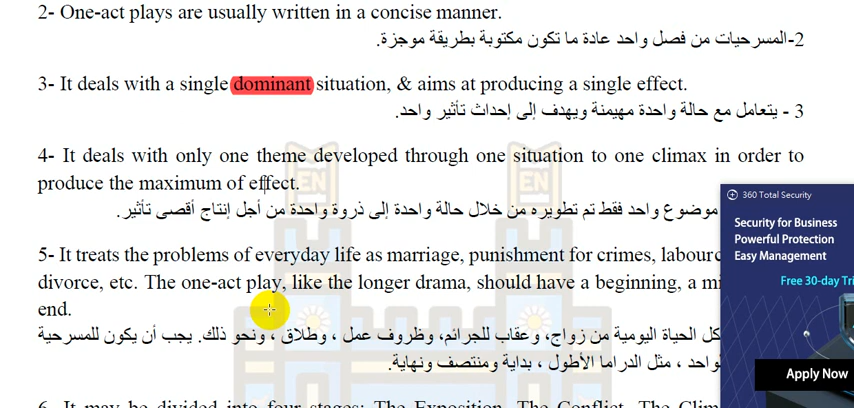 2- One-act plays are usually written in a concise manner.
2-المسرحيات من فصل واحد عادة ما تكون مكتوبة بطريقة موجزة.
3- It deals with a single dominant situation, & aims at producing a single effect.
3 - يتعامل مع حالة واحدة مهيمنة ويهدف إلى إحداث تأثير واحد.
4- It deals with only one theme developed through one situation to one climax in order to
produce the maximum of effect.
موضوع واحد فقط تم تطويره من خلال حالة واحدة إلى ذروة واحدة من أجل إنتاج أقصى تأثير.
5- It treats the problems of everyday life as marriage, punishment for crimes, labour
divorce, etc. The one-act play, like the longer drama, should have a beginning, a
end.
كل الحياة اليومية من زواج، وعقاب للجرائم، وظروف عمل ، وطلاق ، ونحو ذلك. يجب أن يكون للمسرحية
، مثل الدراما الأطول ، بداية ومنتصف ونهاية.
6- It may be divided into four stages: The Exposition, The Conflict, The
EN
EN
360 Total Security
Security for Business
Powerful Protection
Easy Management
Free 30-day
Apply Now